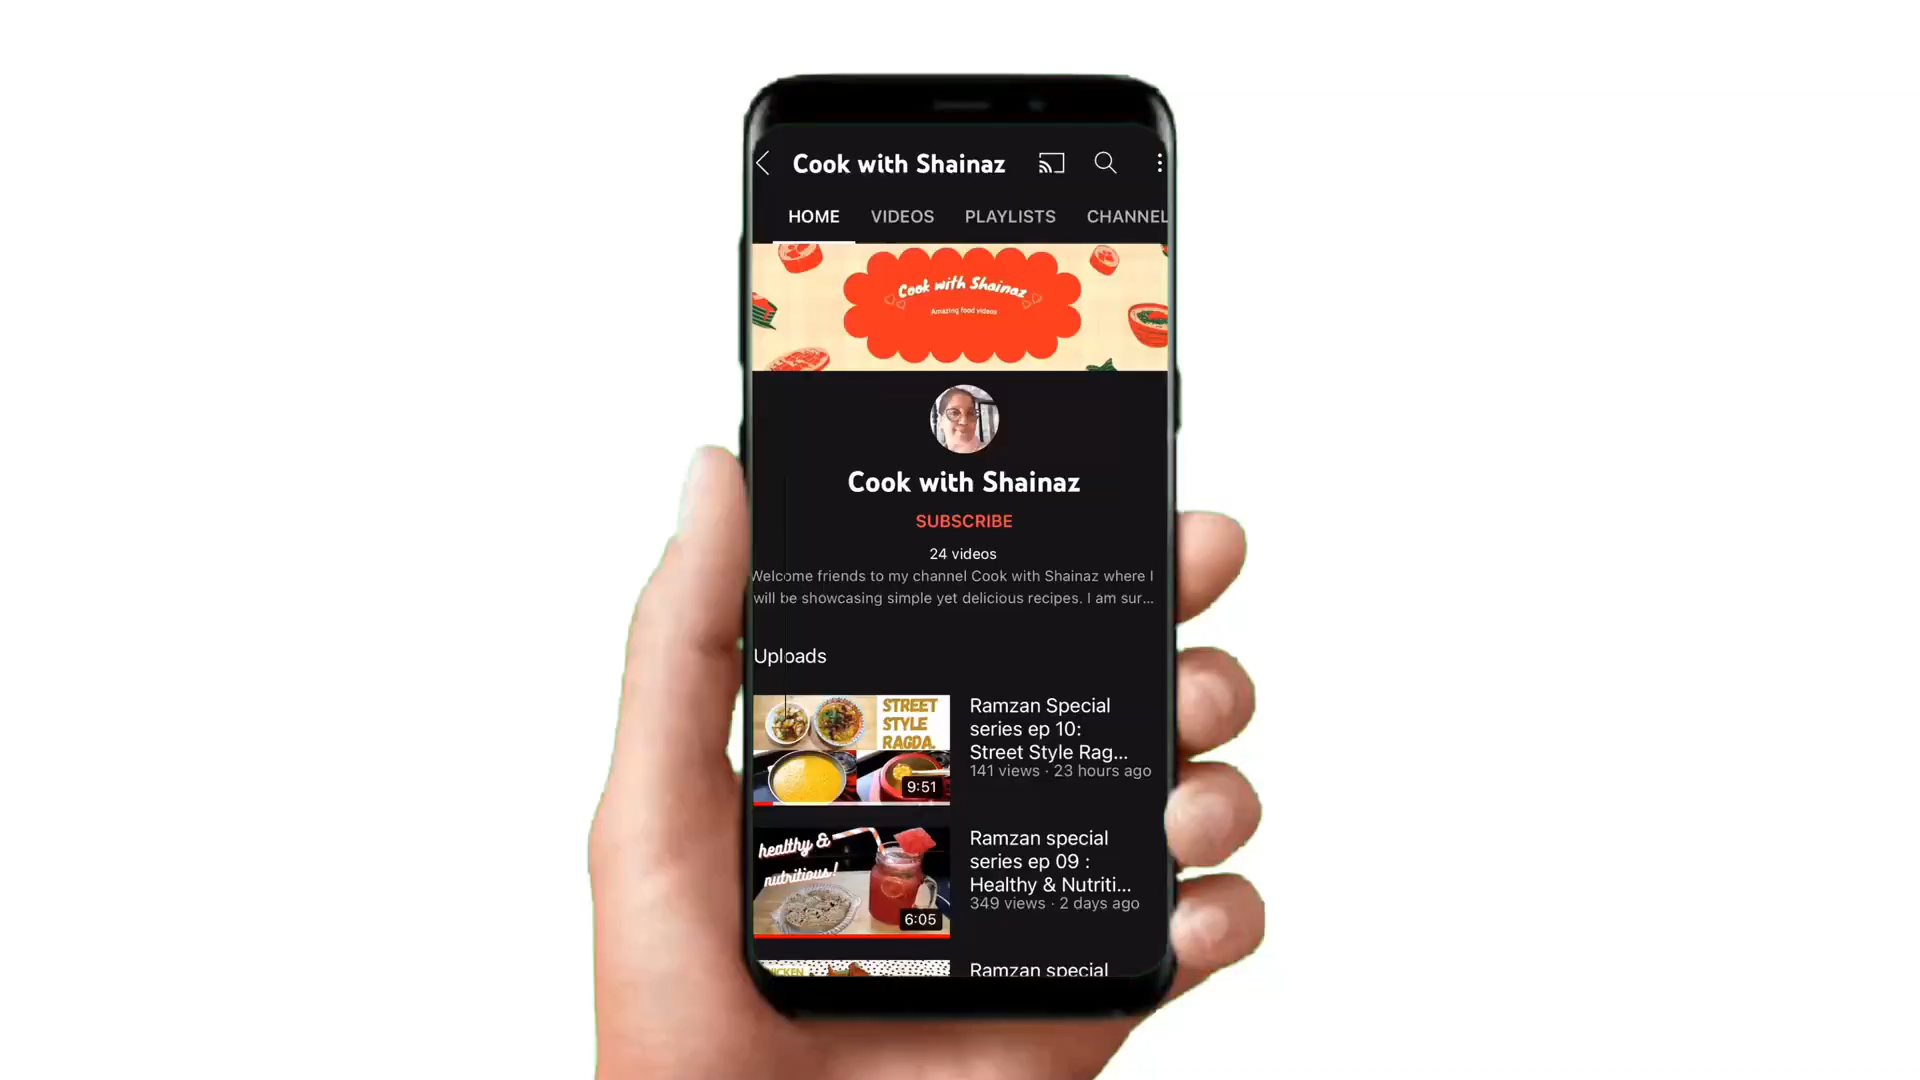 Cook with Shainaz
HOME VIDEOS PLAYLISTS CHANNEL
Cook with Shainaz
Amazing food videos
Cook with Shainaz
SUBSCRIBE
24 videos
Welcome friends to my channel Cook with Shainaz where I
will be showcasing simple yet delicious recipes. I am sur...
Uploads
STREET
STYLE
RAGDA.
9:51
Ramzan Special
series ep 10:
Street Style Rag...
141 views · 23 hours ago
healthy &
nutritious!
6:05
Ramzan special
series ep 09 :
Healthy & Nutriti...
349 views · 2 days ago
Ramzan special